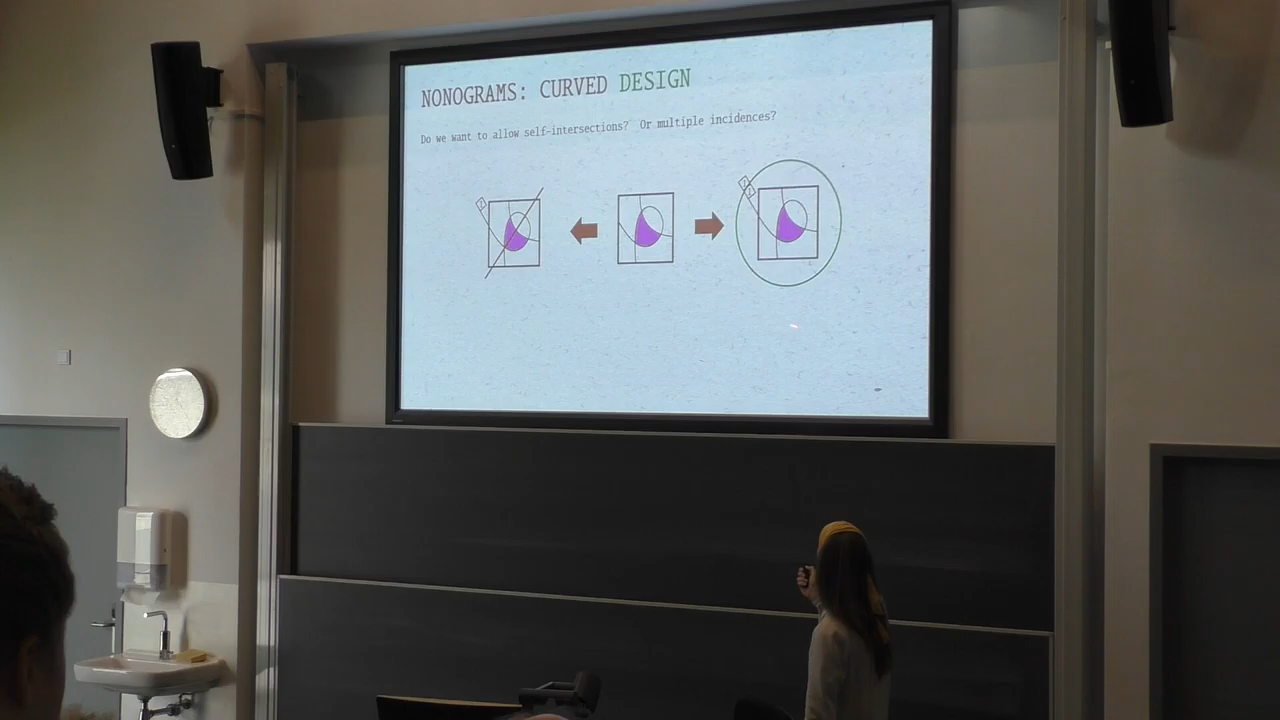 NONOGRAMS: CURVED DESIGN
Do we want to allow self-intersections? Or multiple incidences?